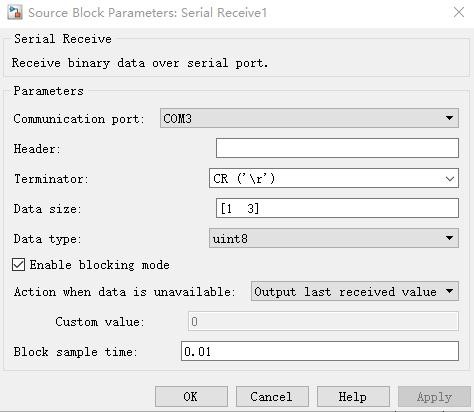 Source Block Parameters: Serial Receive1
Serial Receive
Receive binary data over serial port.
Parameters
Communication port: COM3
Header:
Terminator: CR ('\r')
Data size: [1  3]
Data type: uint8
Enable blocking mode
Action when data is unavailable: Output last received value
Custom value: 0
Block sample time: 0.01
OK Cancel Help Apply